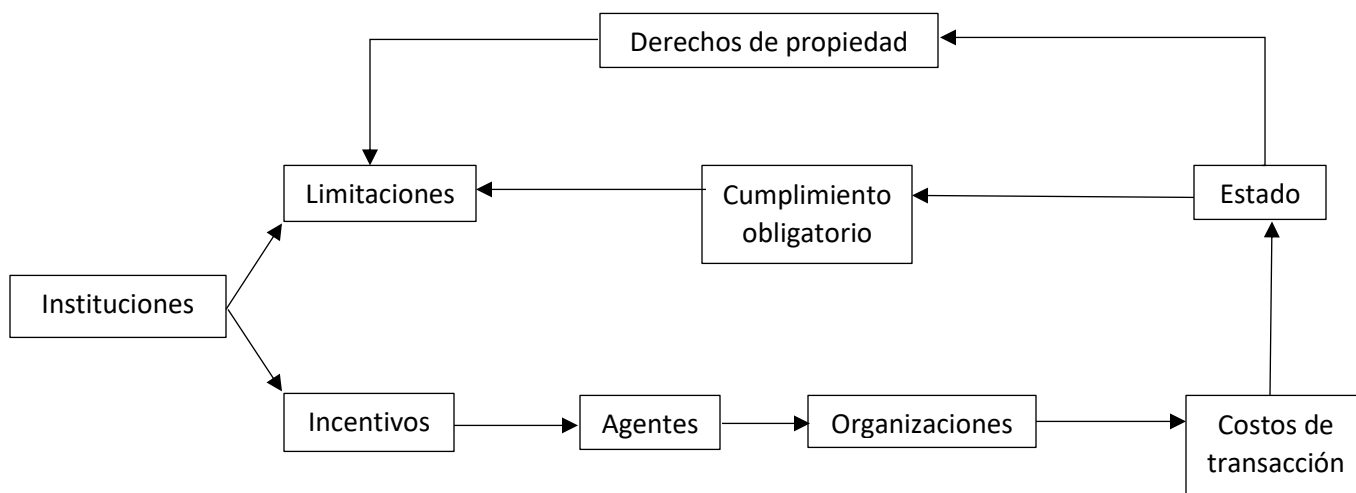 Derechos de propiedad
Limitaciones
Cumplimiento
obligatorio
Estado
Instituciones
Incentivos
Agentes
Organizaciones
Costos de
transacción